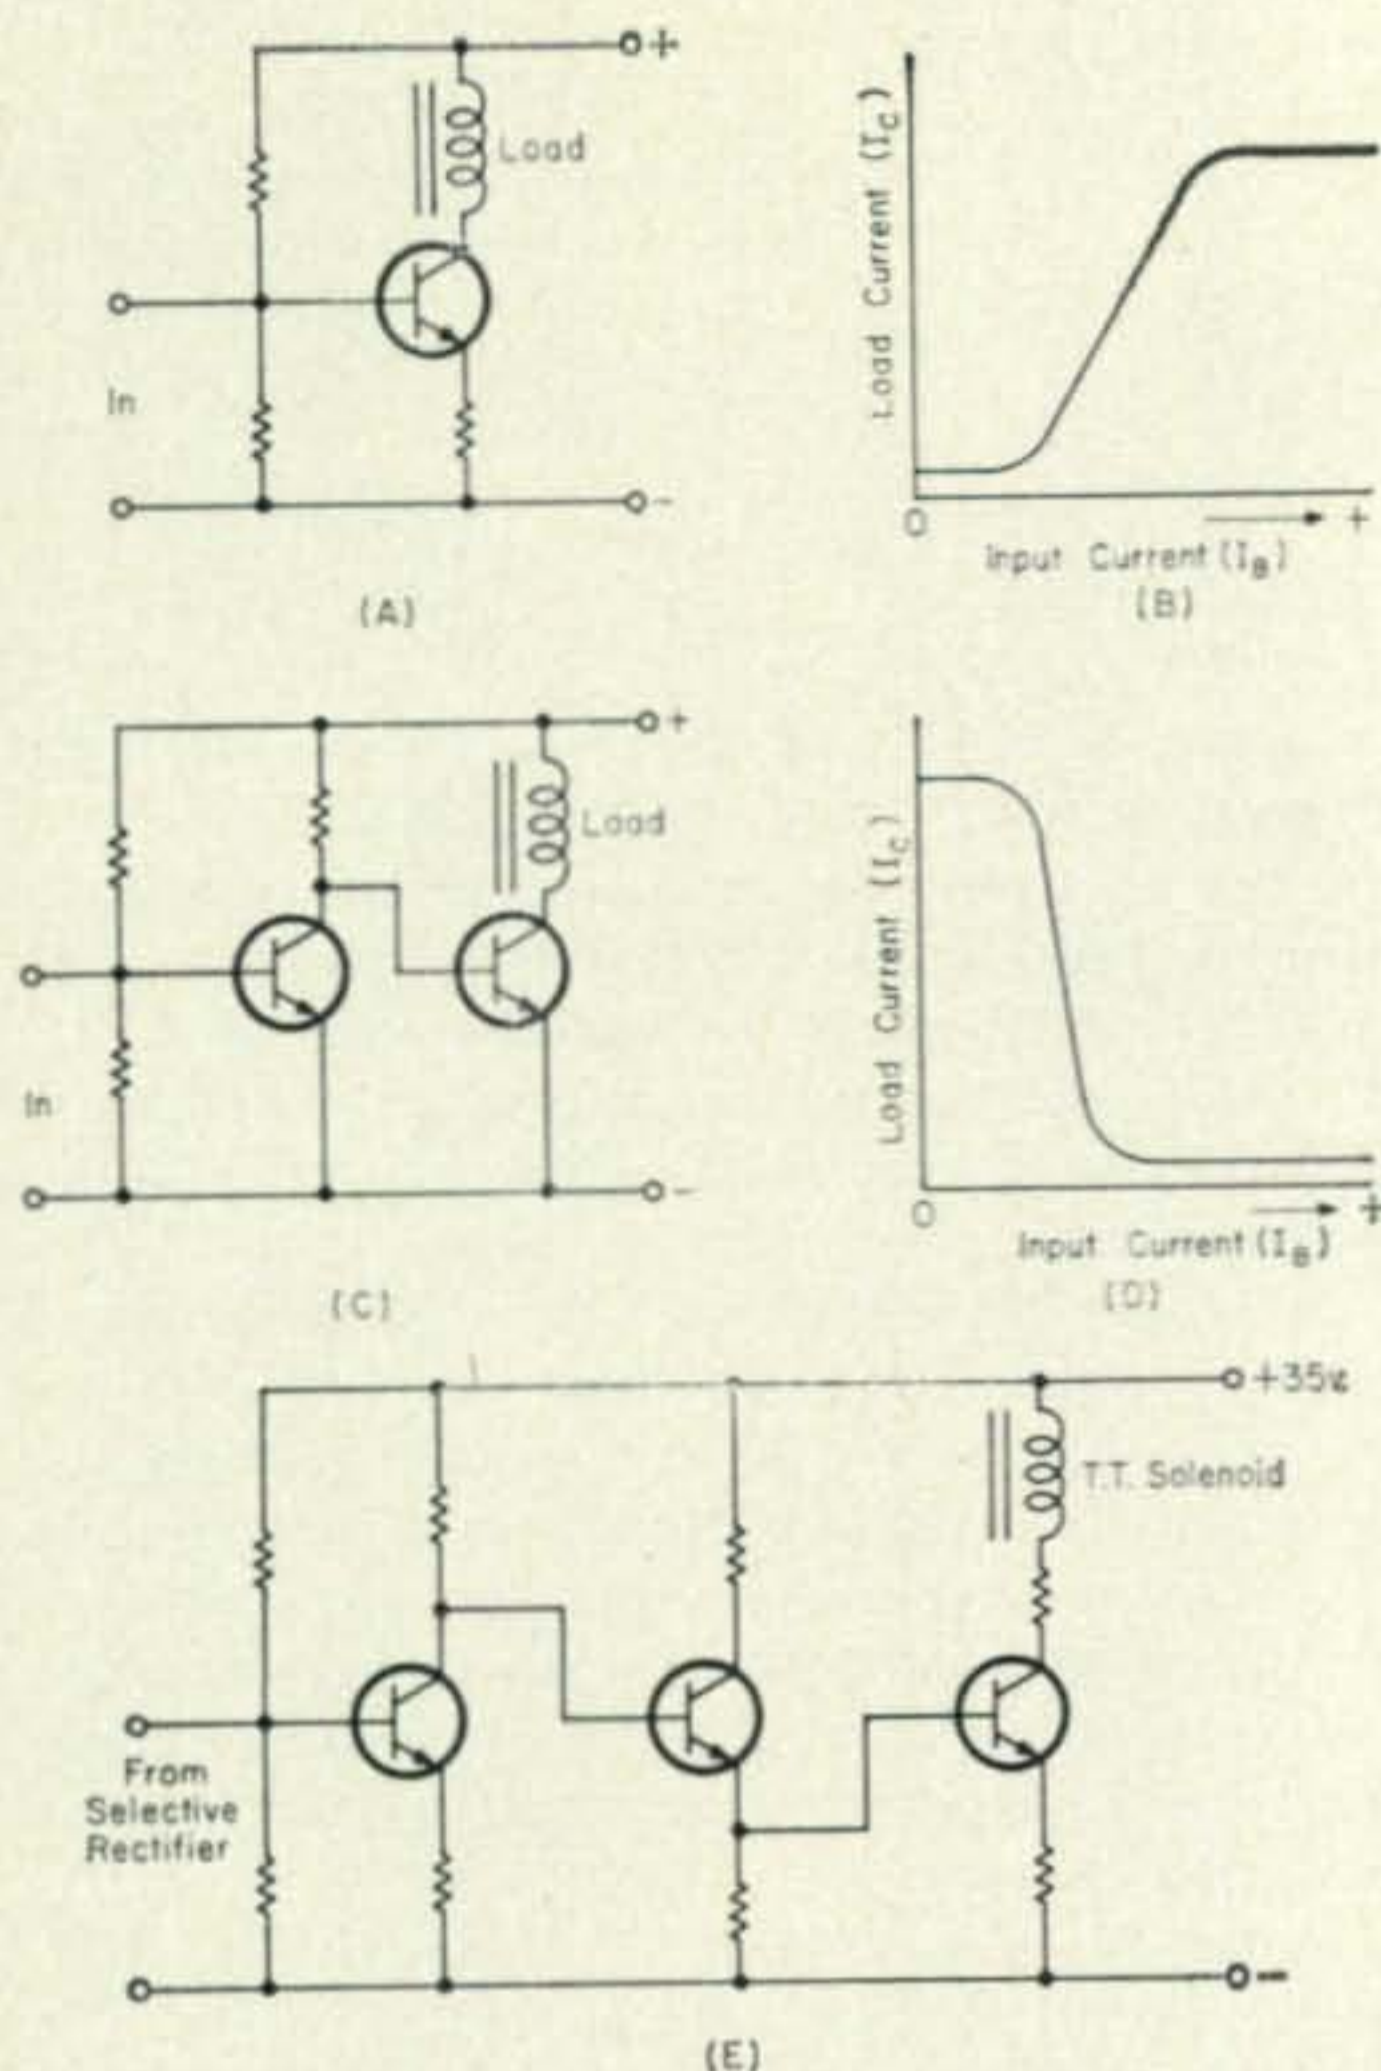 +
Load
In
-
(A)
Load Current (I_C)
0
+
Input Current (I_B)
(B)
+
Load
In
-
(C)
Load Current (I_C)
0
+
Input Current (I_B)
(D)
+35v
T.T. Solenoid
From
Selective
Rectifier
-
(E)